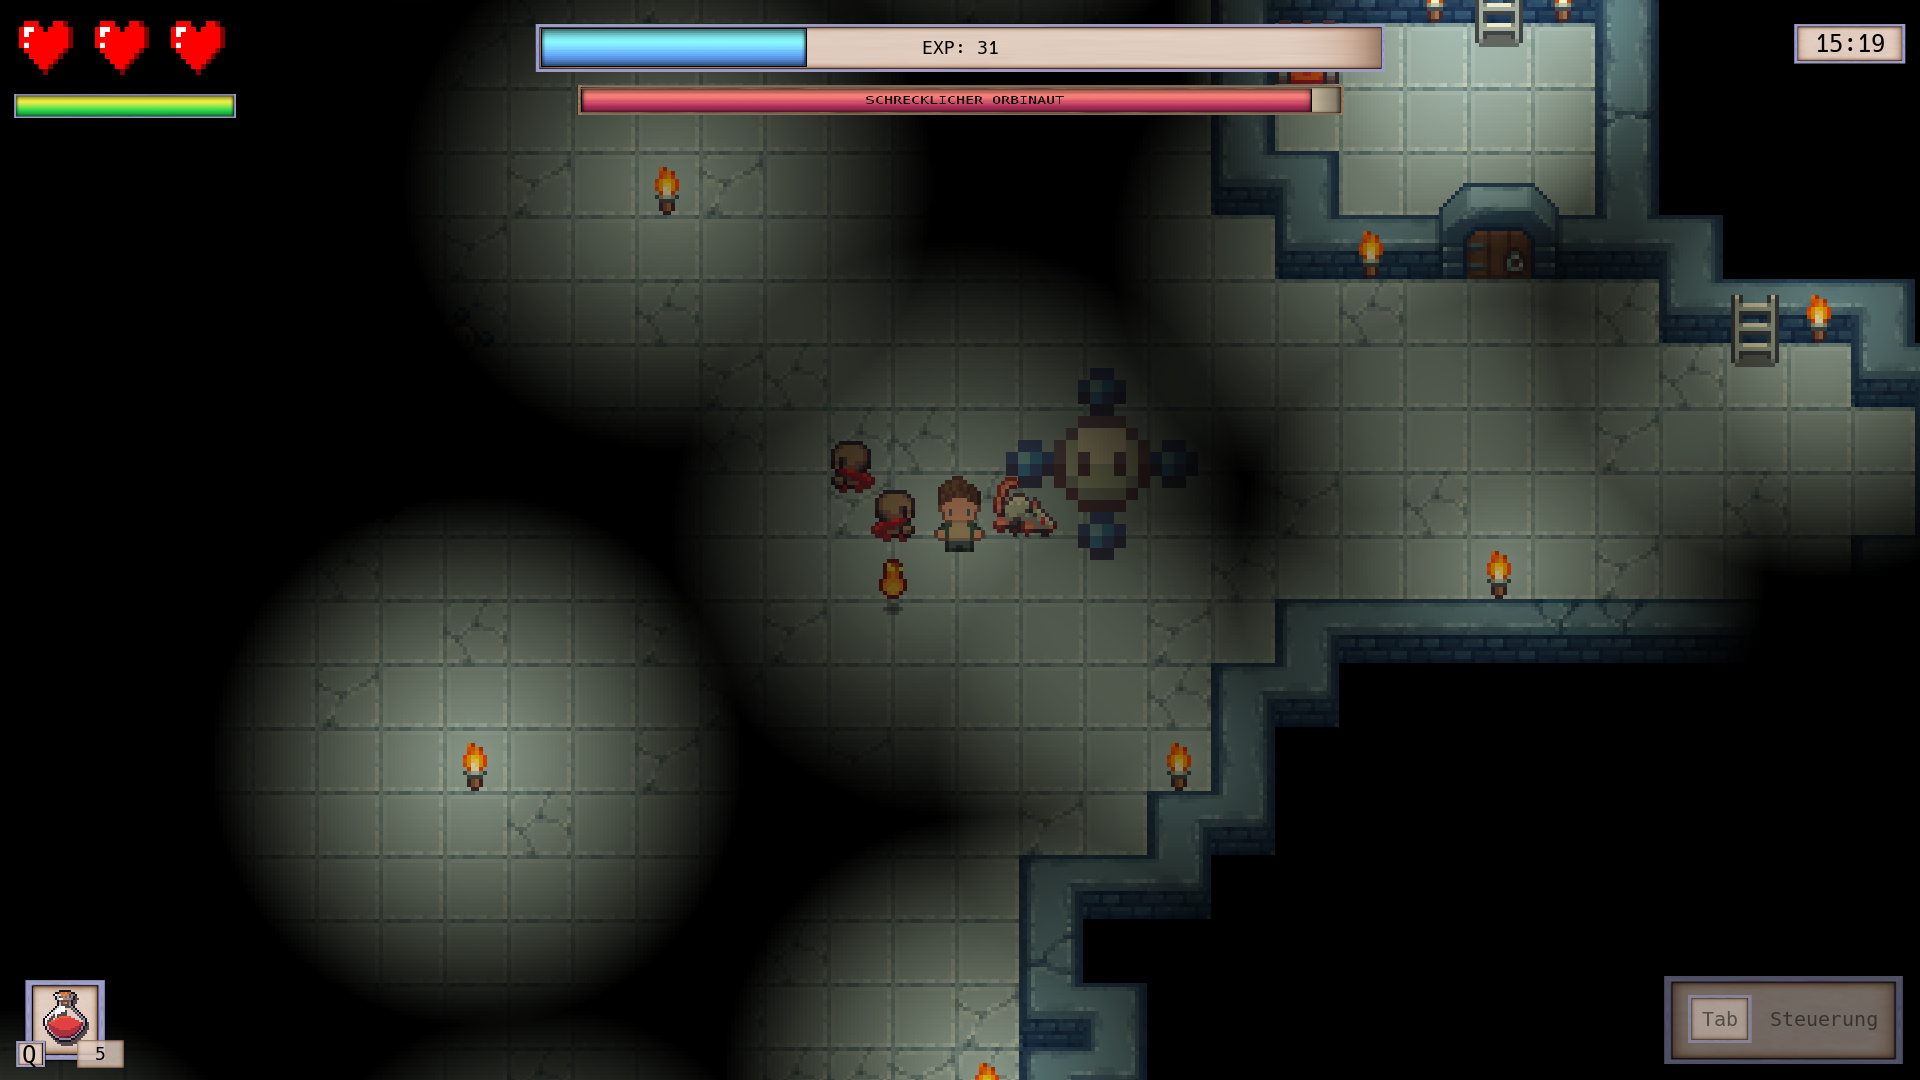 EXP: 31
15:19
SCHRECKLICHER ORBINAUT
Q
5
Tab Steuerung